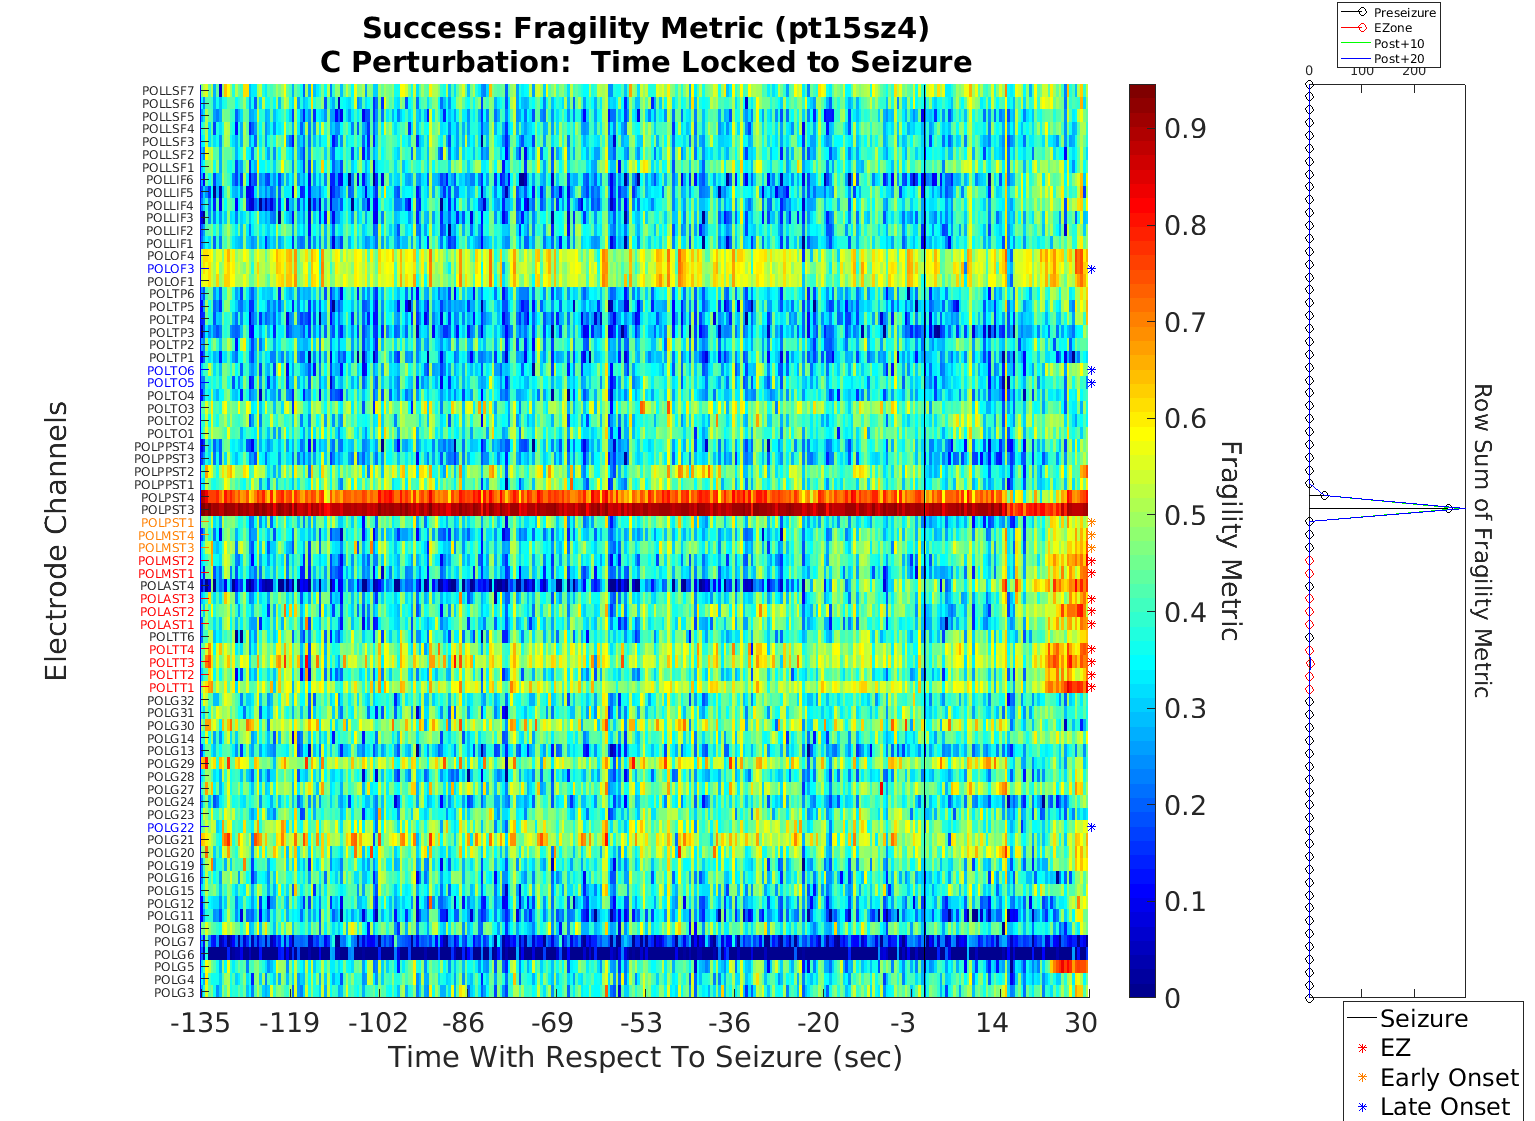 Success: Fragility Metric (pt15sz4)
C Perturbation:  Time Locked to Seizure
Electrode Channels
POLLSF7
POLLSF6
POLLSF5
POLLSF4
POLLSF3
POLLSF2
POLLSF1
POLLIF6
POLLIF5
POLLIF4
POLLIF3
POLLIF2
POLLIF1
POLOF4
POLOF3
POLOF1
POLTP6
POLTP5
POLTP4
POLTP3
POLTP2
POLTP1
POLTO6
POLTO5
POLTO4
POLTO3
POLTO2
POLTO1
POLPPST4
POLPPST3
POLPPST2
POLPPST1
POLPST4
POLPST3
POLPST1
POLMST4
POLMST3
POLMST2
POLMST1
POLAST4
POLAST3
POLAST2
POLAST1
POLTT6
POLTT4
POLTT3
POLTT2
POLTT1
POLG32
POLG31
POLG30
POLG14
POLG13
POLG29
POLG28
POLG27
POLG24
POLG23
POLG22
POLG21
POLG20
POLG19
POLG16
POLG15
POLG12
POLG11
POLG8
POLG7
POLG6
POLG5
POLG4
POLG3
-135 -119 -102 -86 -69 -53 -36 -20 -3 14 30
Time With Respect To Seizure (sec)
0.9
0.8
0.7
0.6
0.5
0.4
0.3
0.2
0.1
0
Fragility Metric
Preseizure
EZone
Post+10
Post+20
0 100 200
Row Sum of Fragility Metric
Seizure
EZ
Early Onset
Late Onset